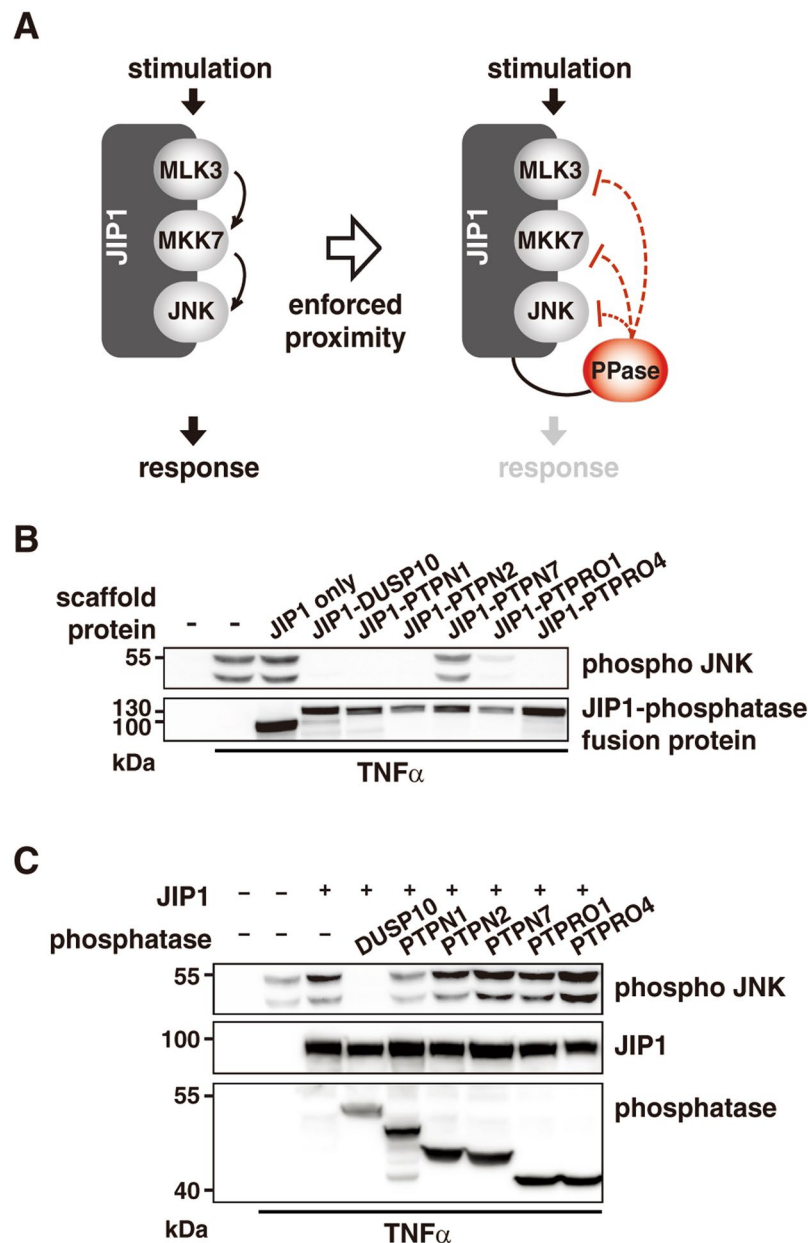 A
stimulation
stimulation
JIP1
MLK3
MKK7
JNK
enforced
proximity
JIP1
MLK3
MKK7
JNK
PPase
response
response
B
scaffold
protein
- - JIP1 only JIP1-DUSP10 JIP1-PTPN1 JIP1-PTPN2 JIP1-PTPN7 JIP1-PTPRO1 JIP1-PTPRO4
55
phospho JNK
130
100
JIP1-phosphatase
fusion protein
kDa
TNFα
C
JIP1 - - + + + + + + +
phosphatase - - - DUSP10 PTPN1 PTPN2 PTPN7 PTPRO1 PTPRO4
55
phospho JNK
100
JIP1
55
phosphatase
40
kDa
TNFα